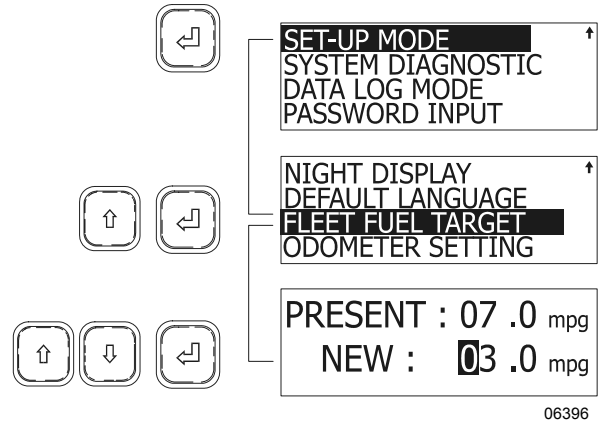 SET-UP MODE
SYSTEM DIAGNOSTIC
DATA LOG MODE
PASSWORD INPUT
NIGHT DISPLAY
DEFAULT LANGUAGE
FLEET FUEL TARGET
ODOMETER SETTING
PRESENT : 07 .0 mpg
NEW : 03 .0 mpg
06396